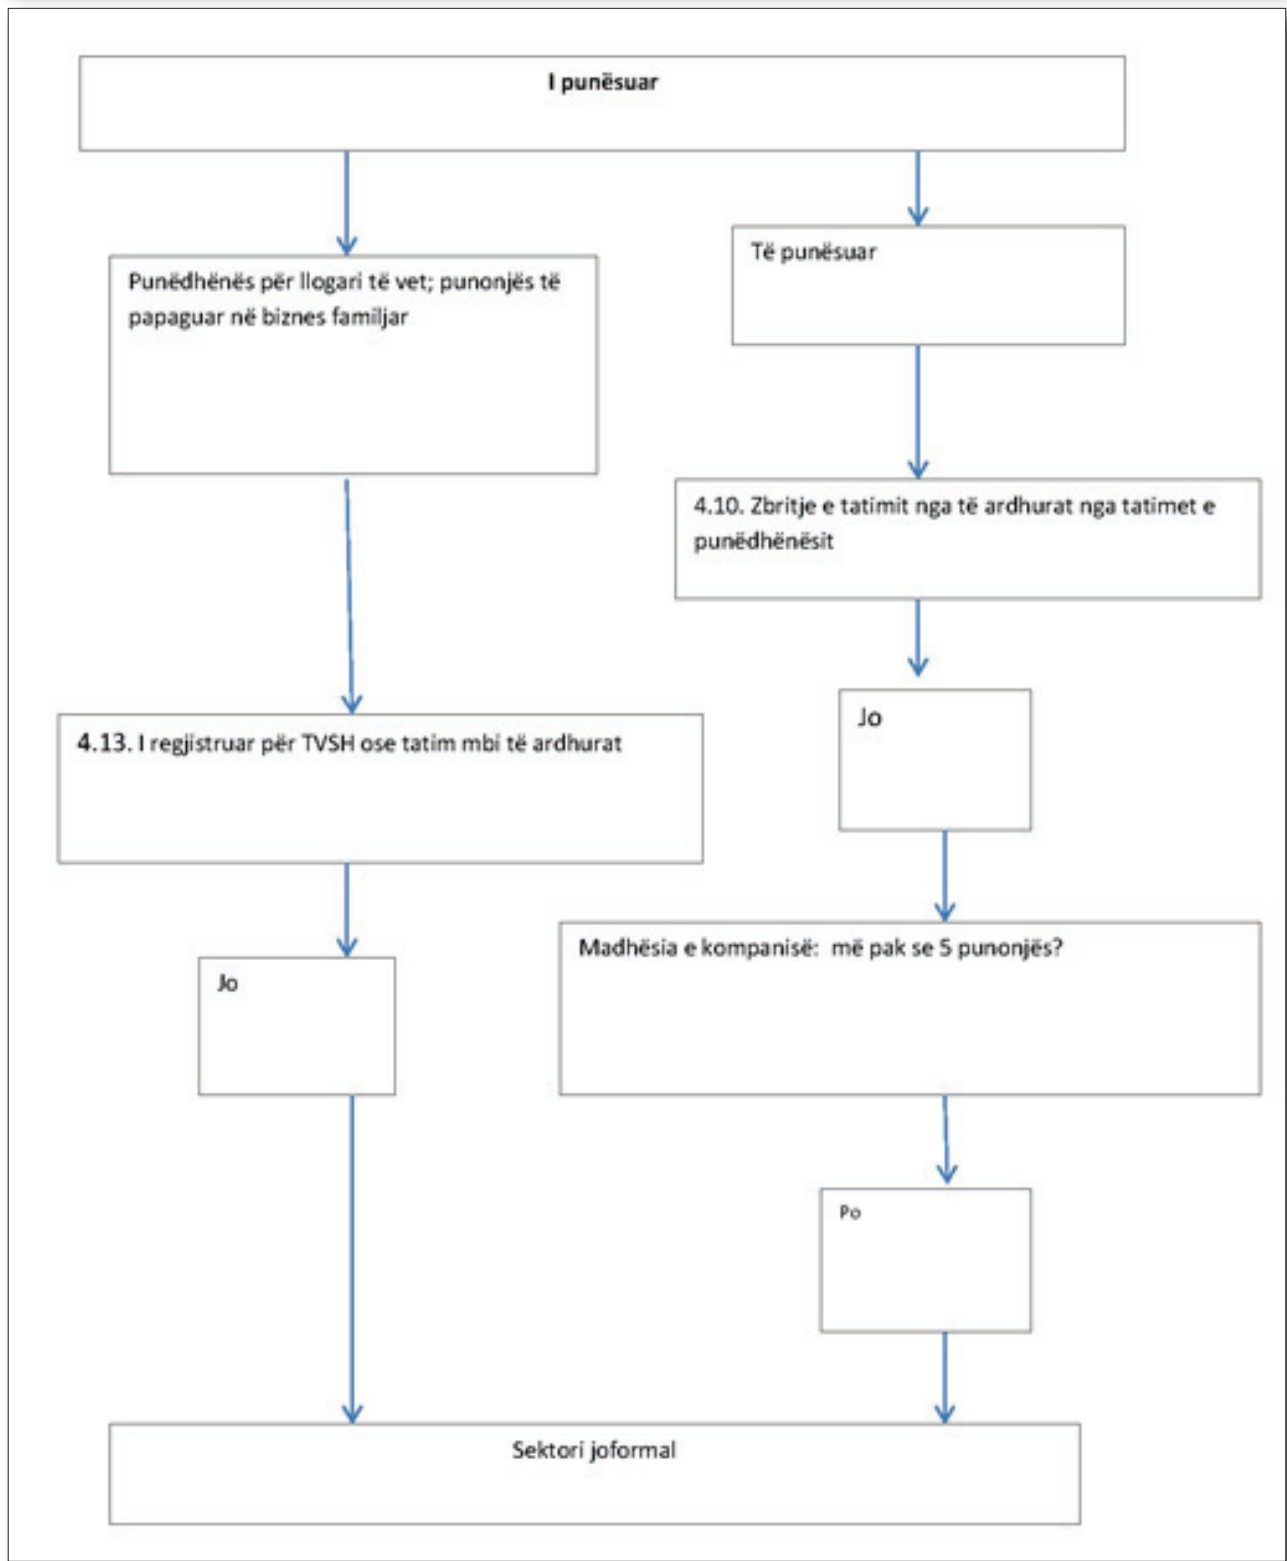 I punësuar
Punëdhënës për llogari të vet; punonjës të
papaguar në biznes familjar
4.13. I regjistruar për TVSH ose tatim mbi të ardhurat
Jo
Të punësuar
4.10. Zbritje e tatimit nga të ardhurat nga tatimet e
punëdhënësit
Jo
Madhësia e kompanisë: më pak se 5 punonjës?
Po
Sektori joformal